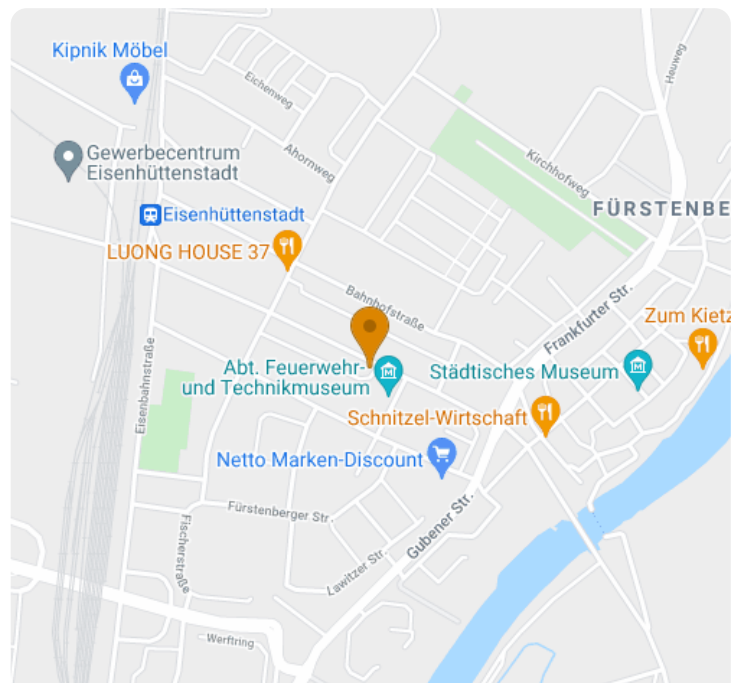 Kipnik Möbel
Heuweg
Eichenweg
Gewerbecentrum
Eisenhüttenstadt
Ahornweg
Kirchhofweg
FÜRSTENBE
Eisenhüttenstadt
LUONG HOUSE 37
Bahnhofstraße
Frankfurter Str.
Zum Kietz
Eisenbahnstraße
Abt. Feuerwehr-
und Technikmuseum
Städtisches Museum
Schnitzel-Wirtschaft
Netto Marken-Discount
Fürstenberger Str.
Gubener Str.
Fischerstraße
Lawitzer Str.
Werftring